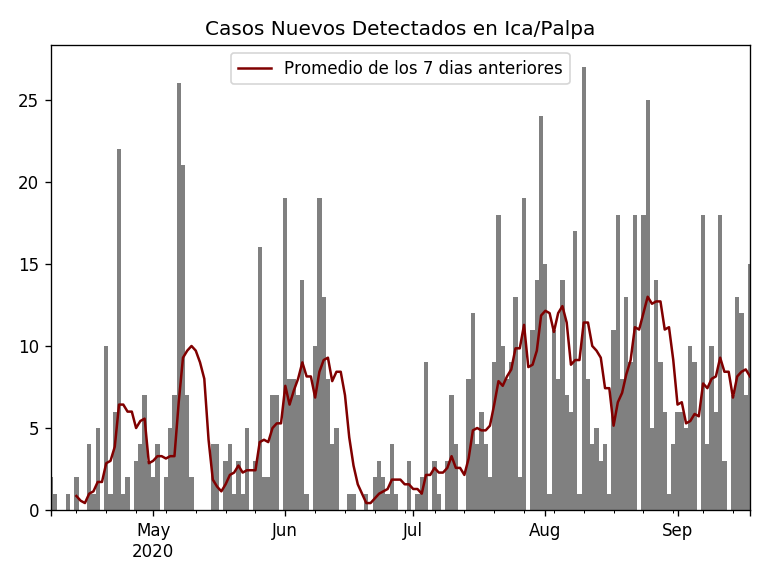 Casos Nuevos Detectados en Ica/Palpa
Promedio de los 7 dias anteriores
25
20
15
10
5
0
May
2020
Jun
Jul
Aug
Sep